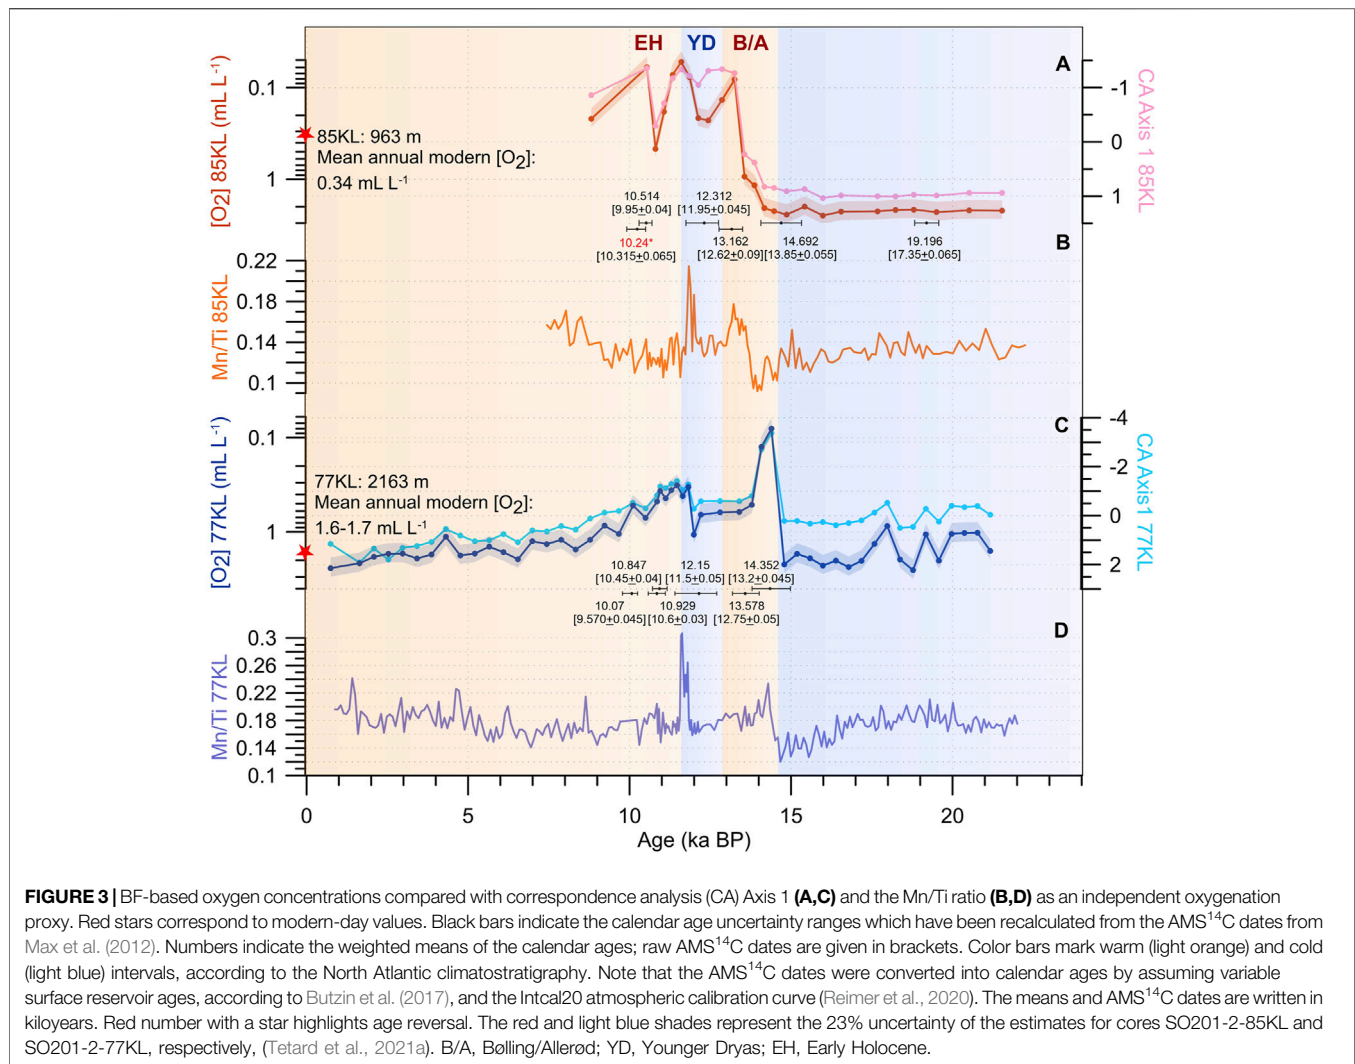 EH YD B/A
A
[O2] 85KL (mL L-1)
0.1
1
CA Axis 1 85KL
-1
0
1
85KL: 963 m
Mean annual modern [O2]:
0.34 mL L-1
10.514
[9.95±0.04]
12.312
[11.95±0.045]
10.24*
[10.315±0.065]
13.162
[12.62±0.09]
14.692
[13.85±0.055]
19.196
[17.35±0.065]
B
Mn/Ti 85KL
0.22
0.18
0.14
0.1
C
[O2] 77KL (mL L-1)
0.1
1
CA Axis1 77KL
-4
-2
0
2
77KL: 2163 m
Mean annual modern [O2]:
1.6-1.7 mL L-1
10.847
[10.45±0.04]
12.15
[11.5±0.05]
14.352
[13.2±0.045]
10.07
[9.570±0.045]
10.929
[10.6±0.03]
13.578
[12.75±0.05]
D
Mn/Ti 77KL
0.3
0.26
0.22
0.18
0.14
0.1
0 5 10 15 20
Age (ka BP)
FIGURE 3 | BF-based oxygen concentrations compared with correspondence analysis (CA) Axis 1 (A,C) and the Mn/Ti ratio (B,D) as an independent oxygenation
proxy. Red stars correspond to modern-day values. Black bars indicate the calendar age uncertainty ranges which have been recalculated from the AMS14C dates from
Max et al. (2012). Numbers indicate the weighted means of the calendar ages; raw AMS14C dates are given in brackets. Color bars mark warm (light orange) and cold
(light blue) intervals, according to the North Atlantic climatostratigraphy. Note that the AMS14C dates were converted into calendar ages by assuming variable
surface reservoir ages, according to Butzin et al. (2017), and the Intcal20 atmospheric calibration curve (Reimer et al., 2020). The means and AMS14C dates are written in
kiloyears. Red number with a star highlights age reversal. The red and light blue shades represent the 23% uncertainty of the estimates for cores SO201-2-85KL and
SO201-2-77KL, respectively, (Tetard et al., 2021a). B/A, Bølling/Allerød; YD, Younger Dryas; EH, Early Holocene.